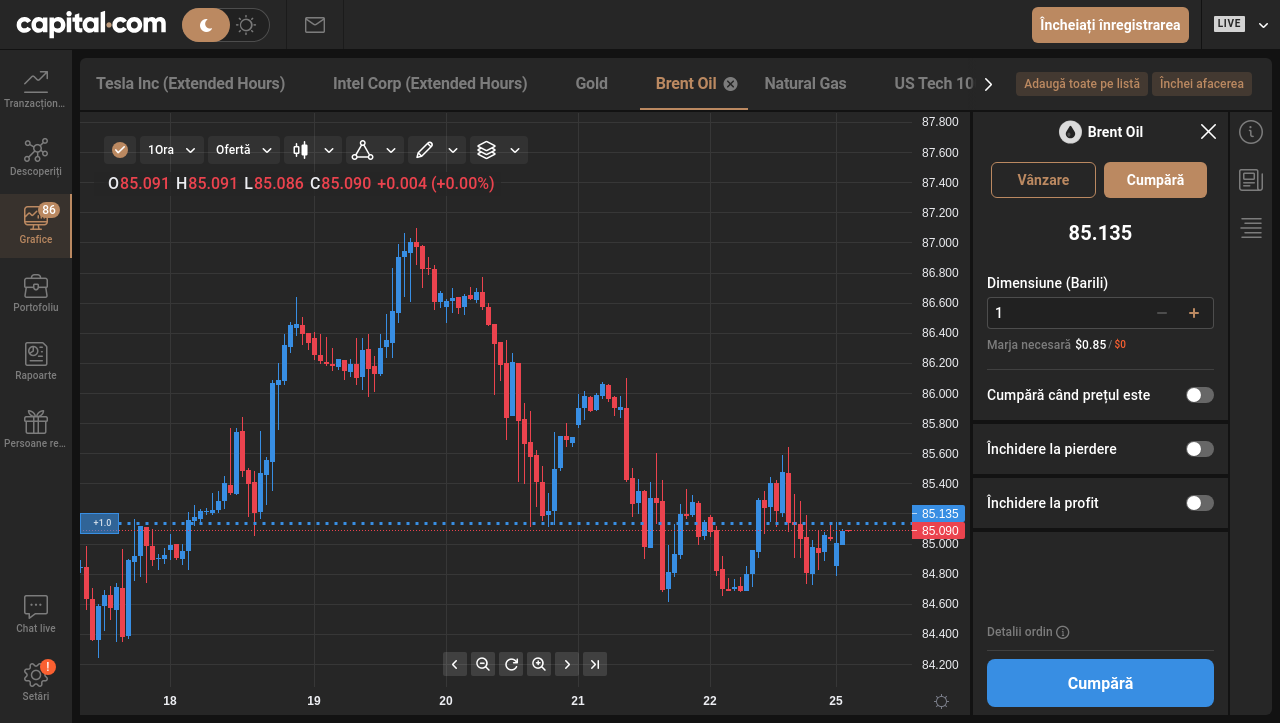 capital.com
Încheiați înregistrarea
LIVE
Tranzacțion...
Descoperiți
86
Grafice
Portofoliu
Rapoarte
Persoane re...
Chat live
!
Setări
Tesla Inc (Extended Hours)
Intel Corp (Extended Hours)
Gold
Brent Oil
Natural Gas
US Tech 10
Adaugă toate pe listă
Închei afacerea
1Ora
Ofertă
O85.091 H85.091 L85.086 C85.090 +0.004 (+0.00%)
87.800
87.600
87.400
87.200
87.000
86.800
86.600
86.400
86.200
86.000
85.800
85.600
85.400
+1.0
85.135
85.090
85.000
84.800
84.600
84.400
84.200
18
19
20
21
22
25
Brent Oil
Vânzare
Cumpără
85.135
Dimensiune (Barili)
1
Marja necesară $0.85 / $0
Cumpără când prețul este
Închidere la pierdere
Închidere la profit
Detalii ordin
Cumpără